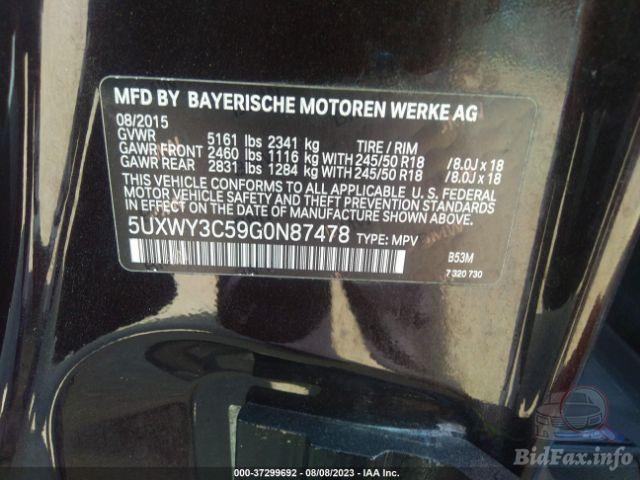 MFD BY BAYERISCHE MOTOREN WERKE AG
08/2015
GVWR 5161 lbs 2341 kg TIRE / RIM
GAWR FRONT 2460 lbs 1116 kg WITH 245/50 R18 /8.0J x 18
GAWR REAR 2831 lbs 1284 kg WITH 245/50 R18 /8.0J x 18
THIS VEHICLE CONFORMS TO ALL APPLICABLE U. S. FEDERAL
MOTOR VEHICLE SAFETY AND THEFT PREVENTION STANDARDS
IN EFFECT ON THE DATE OF MANUFACTURE SHOWN ABOVE.
5UXWY3C59G0N87478 TYPE: MPV
B53M
7 320 730
BidFax.info
000-37299692 - 08/08/2023 - IAA Inc.